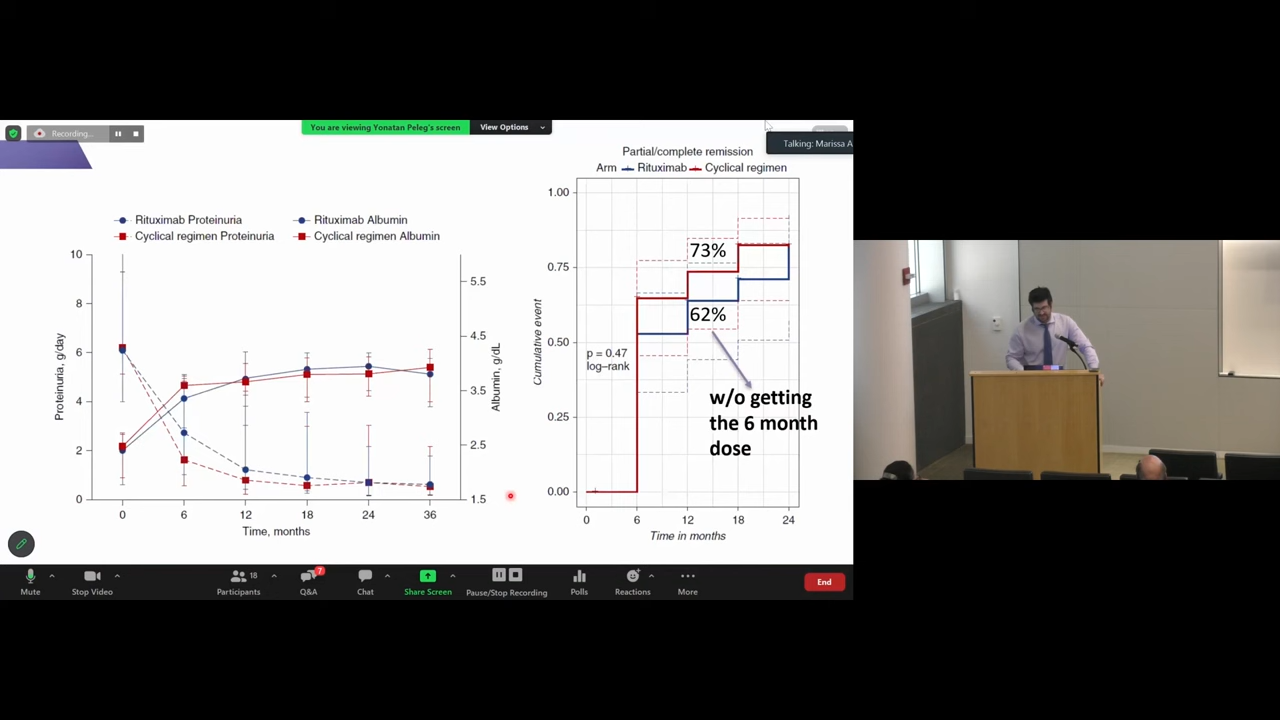 Recording...
You are viewing Yonatan Peleg's screen
View Options
Talking: Marissa A
Rituximab Proteinuria
Rituximab Albumin
Cyclical regimen Proteinuria
Cyclical regimen Albumin
10
8
6
4
2
0
Proteinuria, g/day
5.5
4.5
3.5
2.5
1.5
Albumin, g/dL
0 6 12 18 24 36
Time, months
Partial/complete remission
Arm Rituximab Cyclical regimen
1.00
0.75
0.50
0.25
0.00
Cumulative event
73%
62%
p = 0.47
log–rank
w/o getting
the 6 month
dose
0 6 12 18 24
Time in months
Mute
Stop Video
18
Participants
7
Q&A
Chat
Share Screen
Pause/Stop Recording
Polls
Reactions
More
End